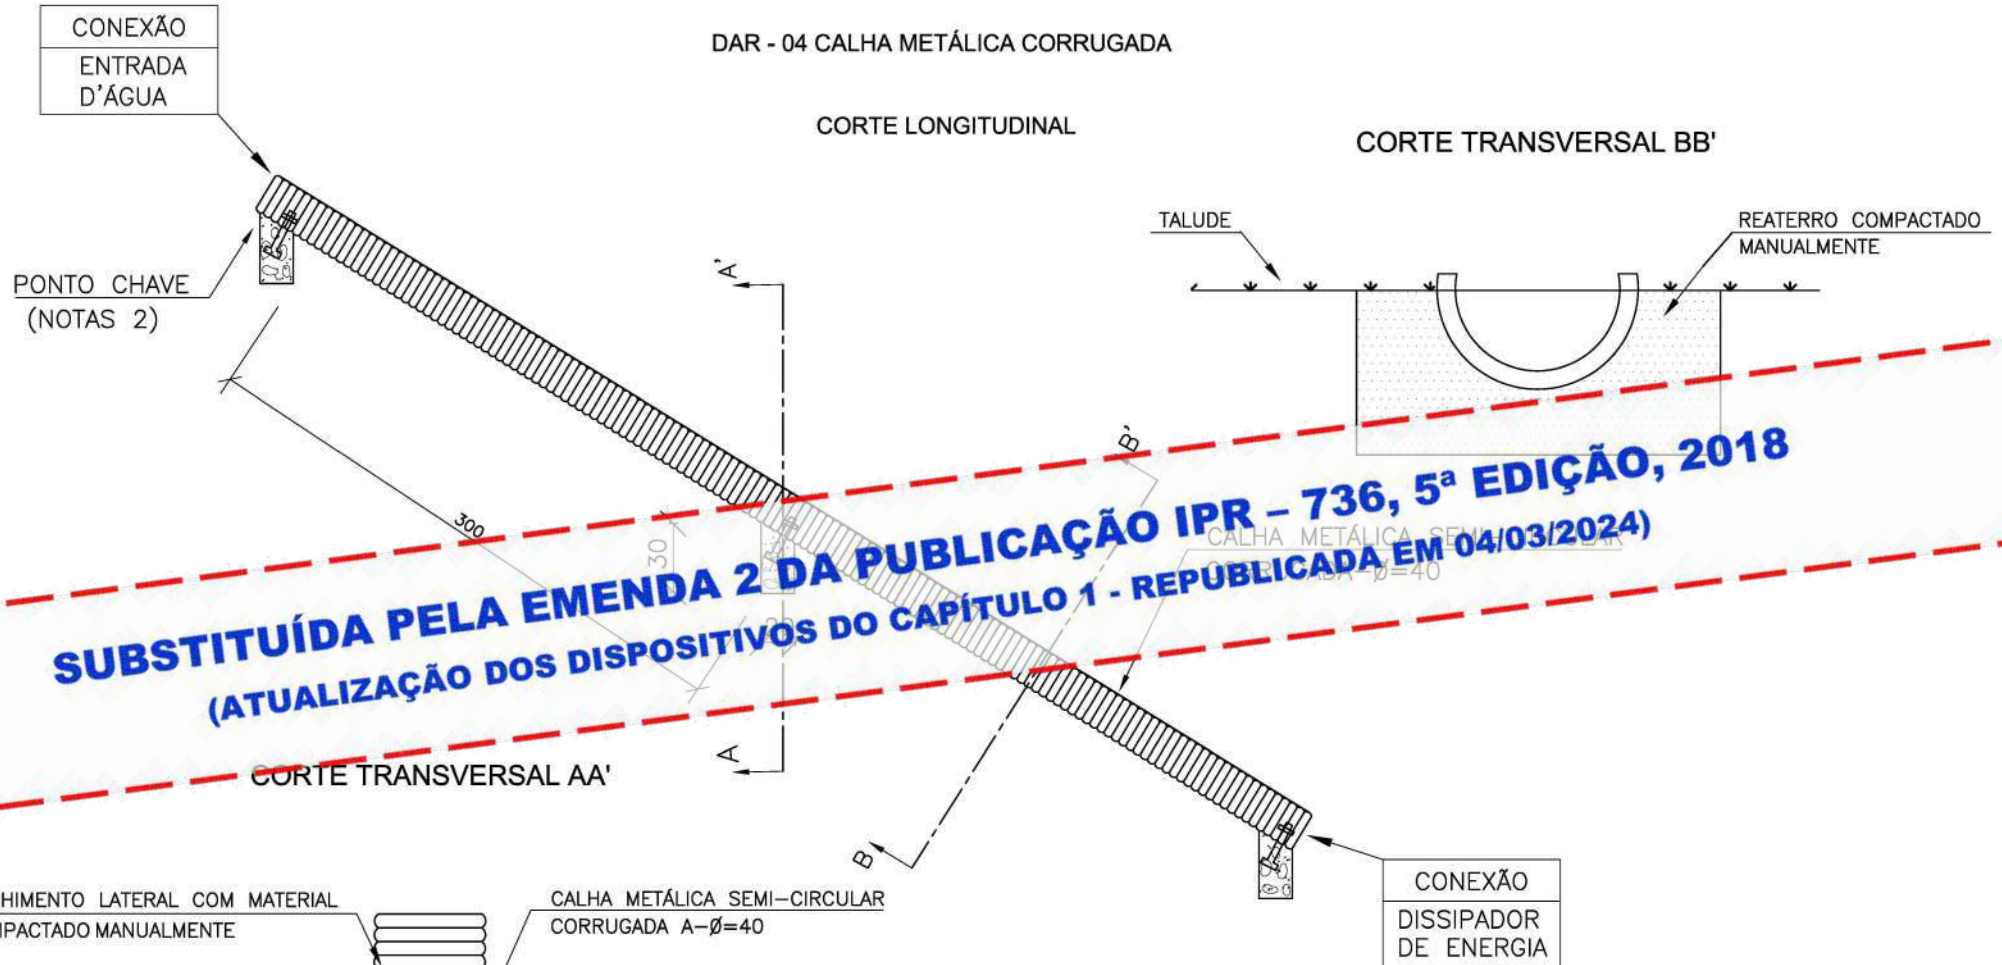 CONEXÃO
ENTRADA
D'ÁGUA
DAR - 04 CALHA METÁLICA CORRUGADA
CORTE LONGITUDINAL
CORTE TRANSVERSAL BB'
TALUDE
REATERRO COMPACTADO
MANUALMENTE
PONTO CHAVE
(NOTAS 2)
A'
B'
300
30
CALHA METÁLICA
Ø=40
SUBSTITUÍDA PELA EMENDA 2 DA PUBLICAÇÃO IPR – 736, 5ª EDIÇÃO, 2018
(ATUALIZAÇÃO DOS DISPOSITIVOS DO CAPÍTULO 1 - REPUBLICADA EM 04/03/2024)
A
CORTE TRANSVERSAL AA'
B
HIMENTO LATERAL COM MATERIAL
MPACTADO MANUALMENTE
CALHA METÁLICA SEMI-CIRCULAR
CORRUGADA A-Ø=40
CONEXÃO
DISSIPADOR
DE ENERGIA